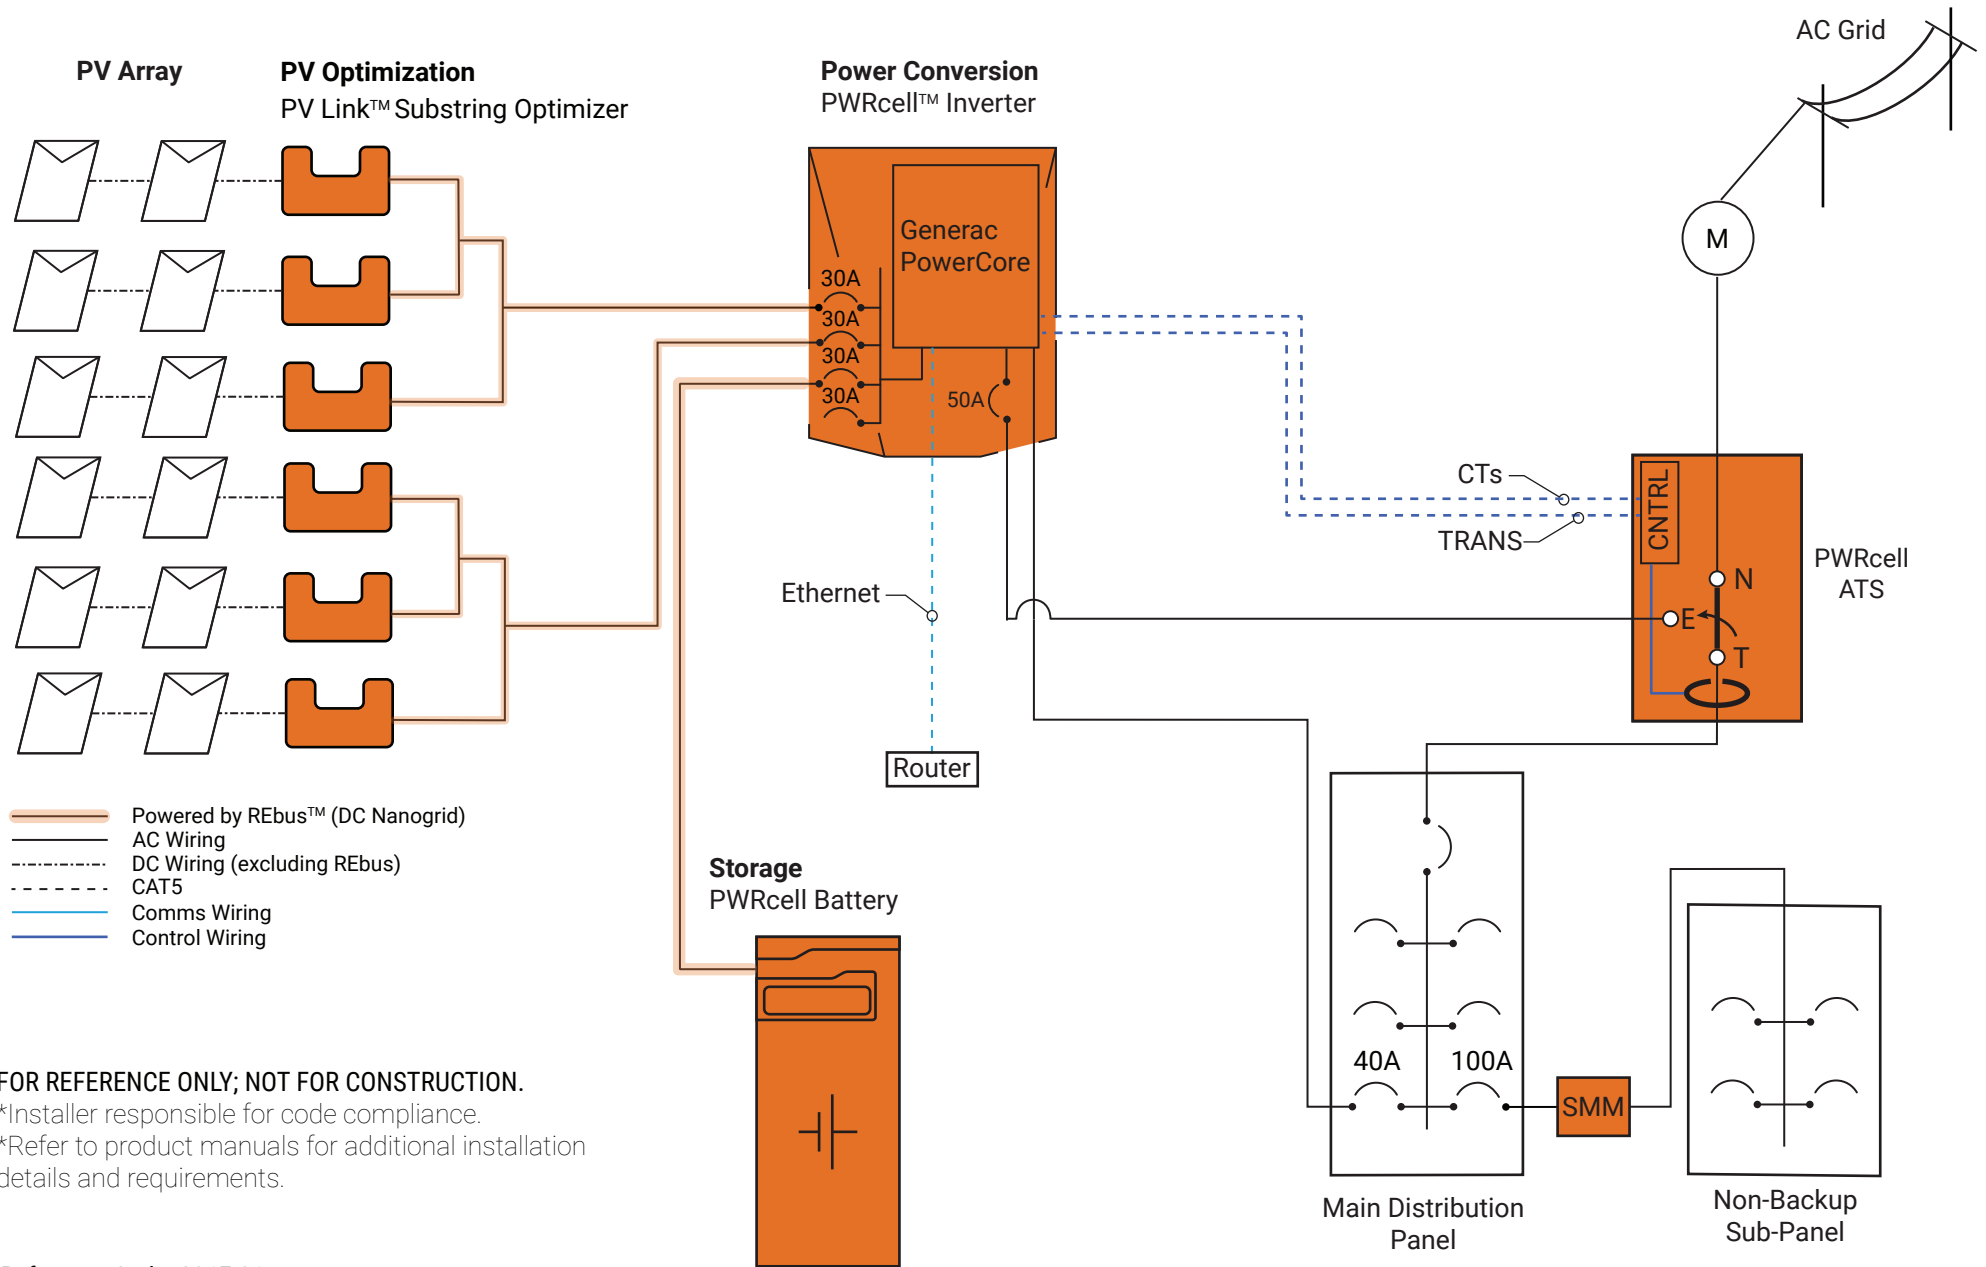 PV Array
PV Optimization
PV Link™ Substring Optimizer
Power Conversion
PWRcell™ Inverter
AC Grid
M
Generac
PowerCore
30A
30A
30A
30A
50A
CTs
TRANS
CNTRL
N
E
T
PWRcell
ATS
Ethernet
Router
Powered by REbus™ (DC Nanogrid)
AC Wiring
DC Wiring (excluding REbus)
CAT5
Comms Wiring
Control Wiring
Storage
PWRcell Battery
40A
100A
SMM
Main Distribution
Panel
Non-Backup
Sub-Panel
FOR REFERENCE ONLY; NOT FOR CONSTRUCTION.
*Installer responsible for code compliance.
*Refer to product manuals for additional installation
details and requirements.